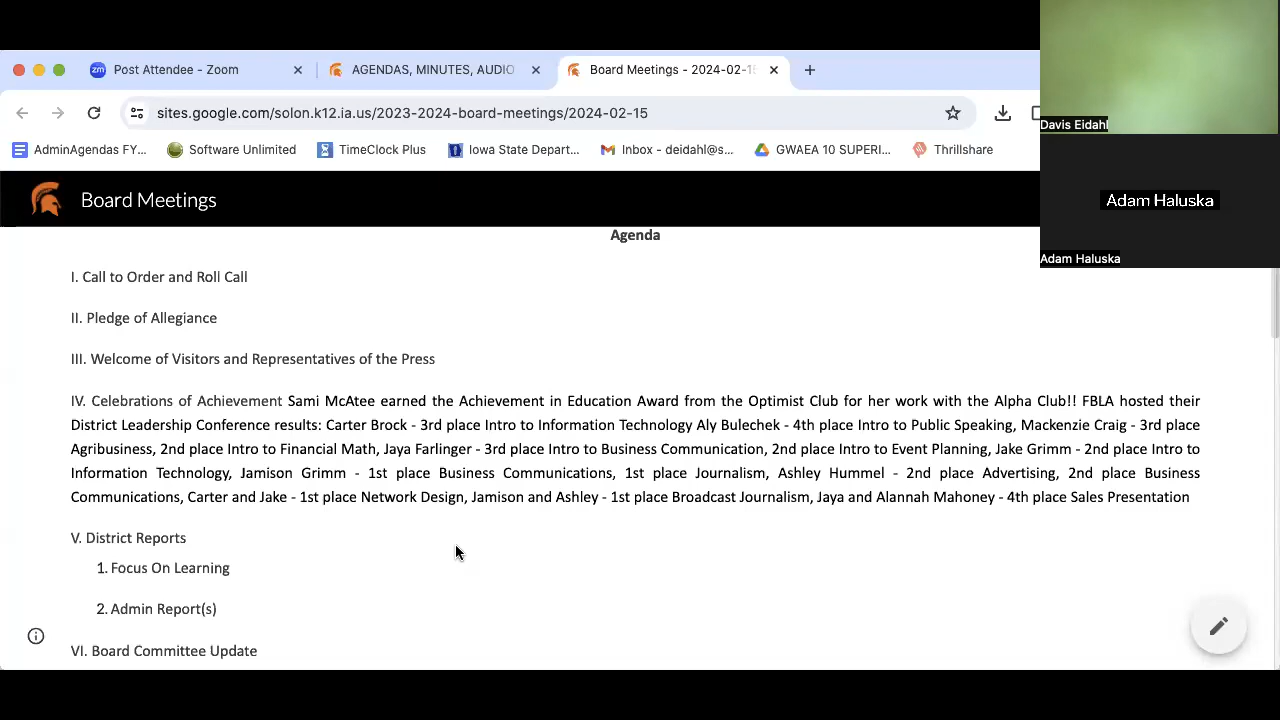 Post Attendee - Zoom
AGENDAS, MINUTES, AUDIO
Board Meetings - 2024-02-15
sites.google.com/solon.k12.ia.us/2023-2024-board-meetings/2024-02-15
AdminAgendas FY...
Software Unlimited
TimeClock Plus
Iowa State Depart...
Inbox - deidahl@s...
GWAEA 10 SUPERI...
Thrillshare
Davis Eidahl
Adam Haluska
Adam Haluska
Board Meetings
Agenda
I. Call to Order and Roll Call
II. Pledge of Allegiance
III. Welcome of Visitors and Representatives of the Press
IV. Celebrations of Achievement Sami McAtee earned the Achievement in Education Award from the Optimist Club for her work with the Alpha Club!! FBLA hosted their
District Leadership Conference results: Carter Brock - 3rd place Intro to Information Technology Aly Bulechek - 4th place Intro to Public Speaking, Mackenzie Craig - 3rd place
Agribusiness, 2nd place Intro to Financial Math, Jaya Farlinger - 3rd place Intro to Business Communication, 2nd place Intro to Event Planning, Jake Grimm - 2nd place Intro to
Information Technology, Jamison Grimm - 1st place Business Communications, 1st place Journalism, Ashley Hummel - 2nd place Advertising, 2nd place Business
Communications, Carter and Jake - 1st place Network Design, Jamison and Ashley - 1st place Broadcast Journalism, Jaya and Alannah Mahoney - 4th place Sales Presentation
V. District Reports
1. Focus On Learning
2. Admin Report(s)
VI. Board Committee Update